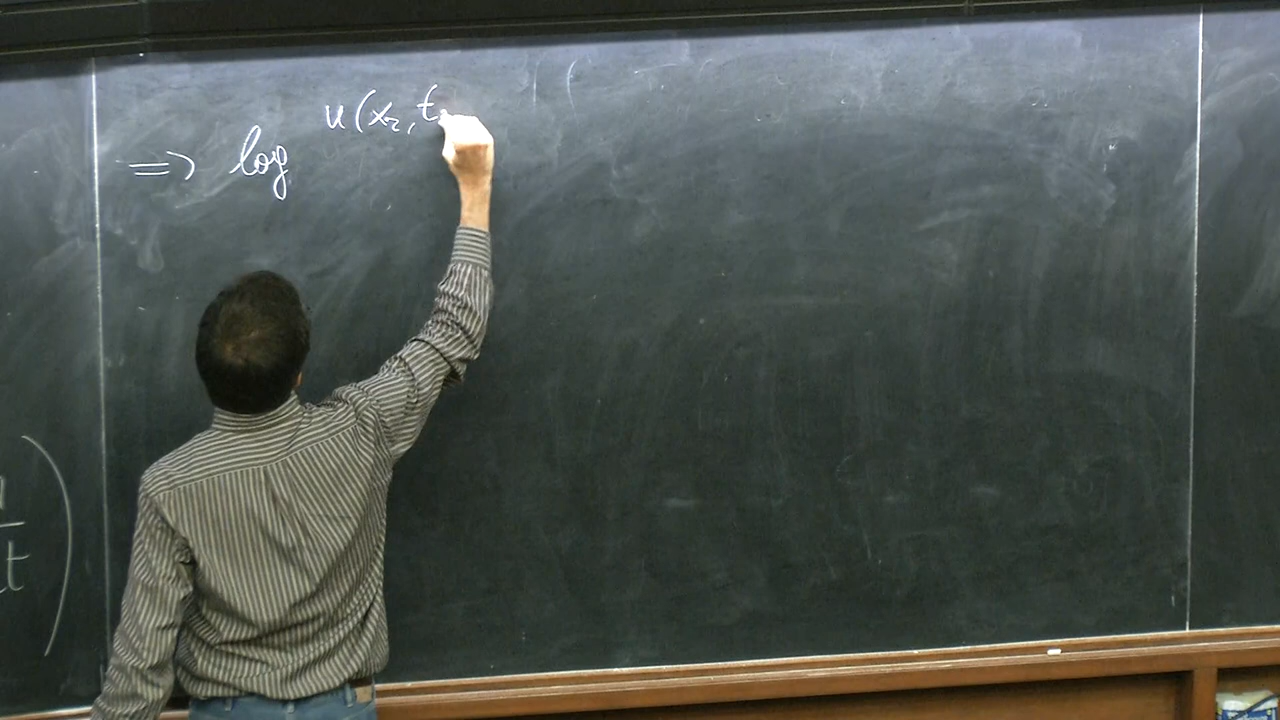 => log u(x₂, t
t )